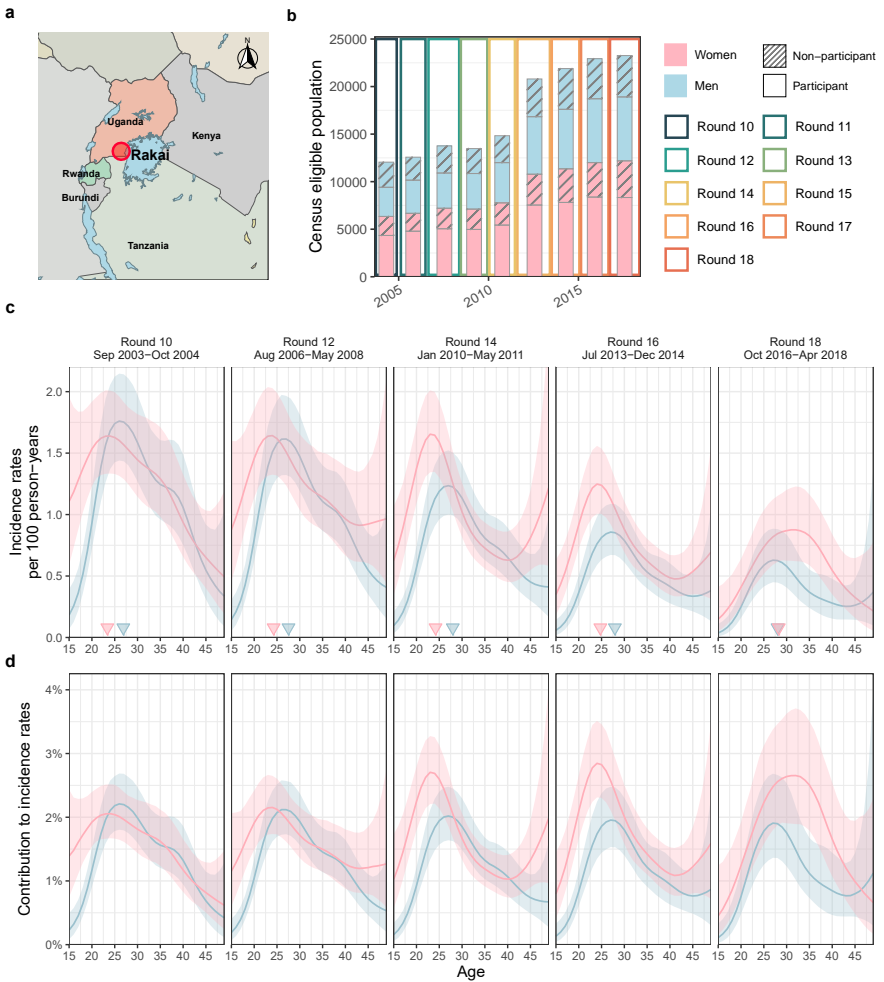 a
N
Uganda
Kenya
Rakai
Rwanda
Burundi
Tanzania
b
Census eligible population
25000
20000
15000
10000
5000
0
2005
2010
2015
Women
Men
Non−participant
Participant
Round 10
Round 11
Round 12
Round 13
Round 14
Round 15
Round 16
Round 17
Round 18
c
Round 10
Sep 2003−Oct 2004
Round 12
Aug 2006−May 2008
Round 14
Jan 2010−May 2011
Round 16
Jul 2013−Dec 2014
Round 18
Oct 2016−Apr 2018
Incidence rates
per 100 person−years
2.0
1.5
1.0
0.5
0.0
15 20 25 30 35 40 45
15 20 25 30 35 40 45
15 20 25 30 35 40 45
15 20 25 30 35 40 45
15 20 25 30 35 40 45
d
Contribution to incidence rates
4%
3%
2%
1%
0%
15 20 25 30 35 40 45
15 20 25 30 35 40 45
15 20 25 30 35 40 45
15 20 25 30 35 40 45
15 20 25 30 35 40 45
Age